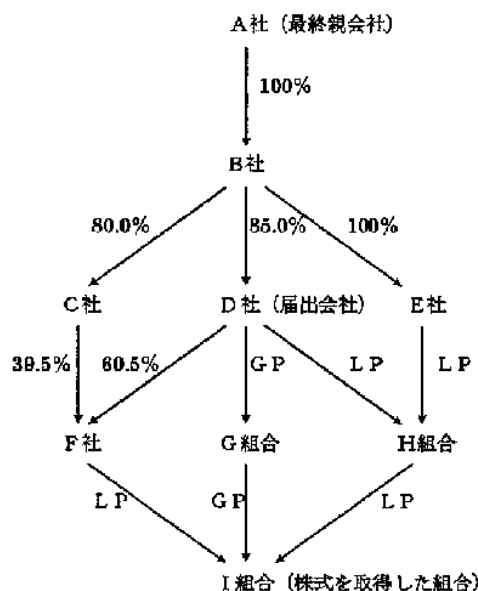 A社（最終親会社）
100%
B社
80.0% 85.0% 100%
C社 D社（届出会社） E社
39.5% 60.5% GP LP LP
F社 G組合 H組合
LP GP LP
I組合（株式を取得した組合）